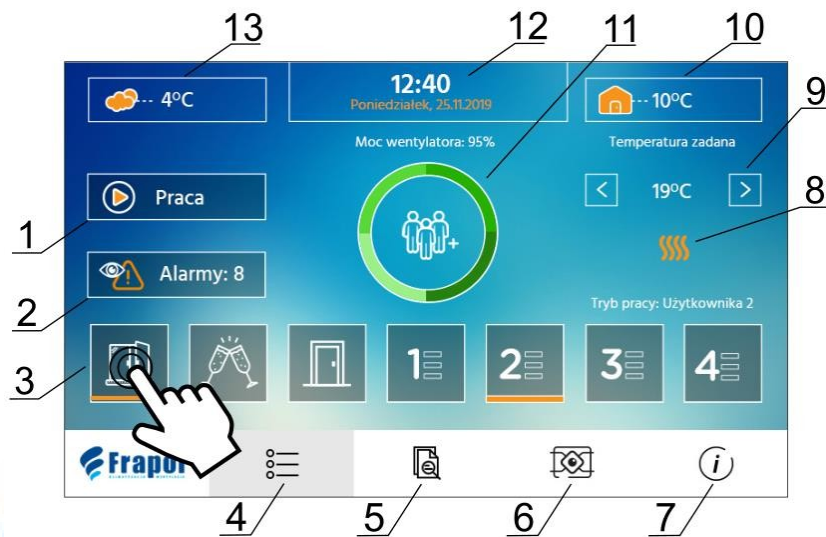 13
12
11
10
4°C
12:40
Poniedziałek, 25.11.2019
10°C
9
Moc wentylatora: 95%
Temperatura zadana
Praca
19°C
8
1
Alarmy: 8
2
Tryb pracy: Użytkownika 2
3
1
2
3
4
Frapol
i
4
5
6
7